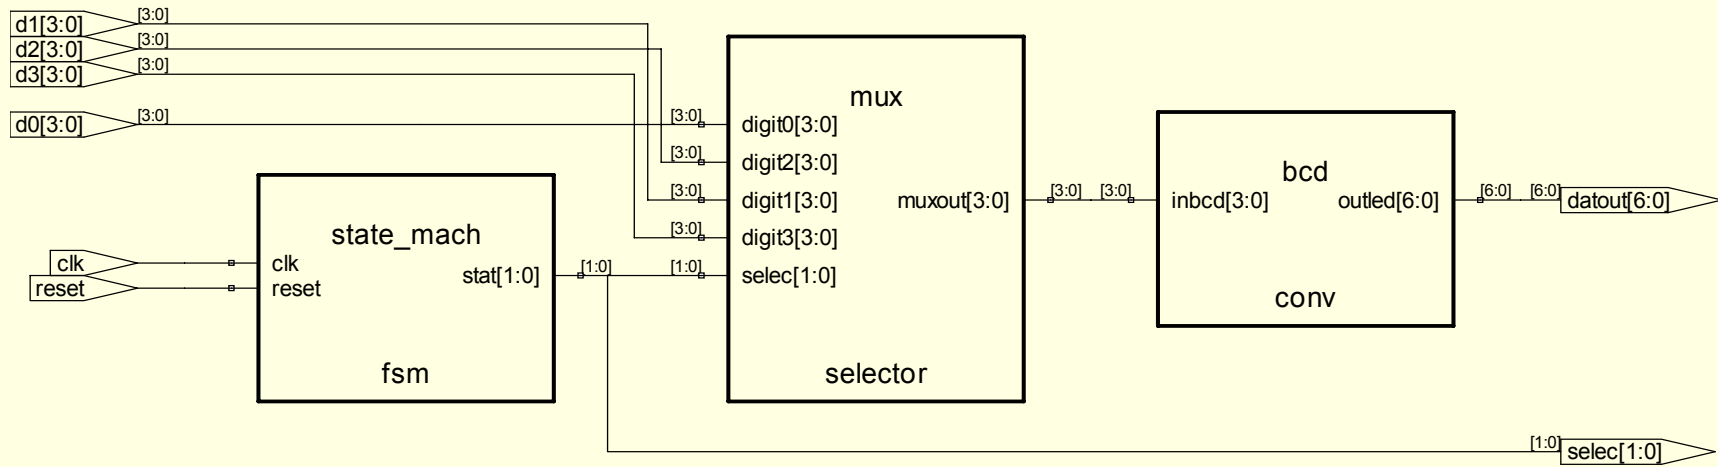 d1[3:0] [3:0]
d2[3:0] [3:0]
d3[3:0] [3:0]
d0[3:0] [3:0] [3:0]
mux
digit0[3:0]
[3:0] digit2[3:0]
[3:0] digit1[3:0] muxout[3:0] [3:0] [3:0]
[3:0] digit3[3:0]
[1:0] [1:0] selec[1:0]
selector
bcd
inbcd[3:0] outled[6:0] [6:0] [6:0] datout[6:0]
conv
state_mach
clk clk
reset reset
stat[1:0]
fsm
[1:0] selec[1:0]